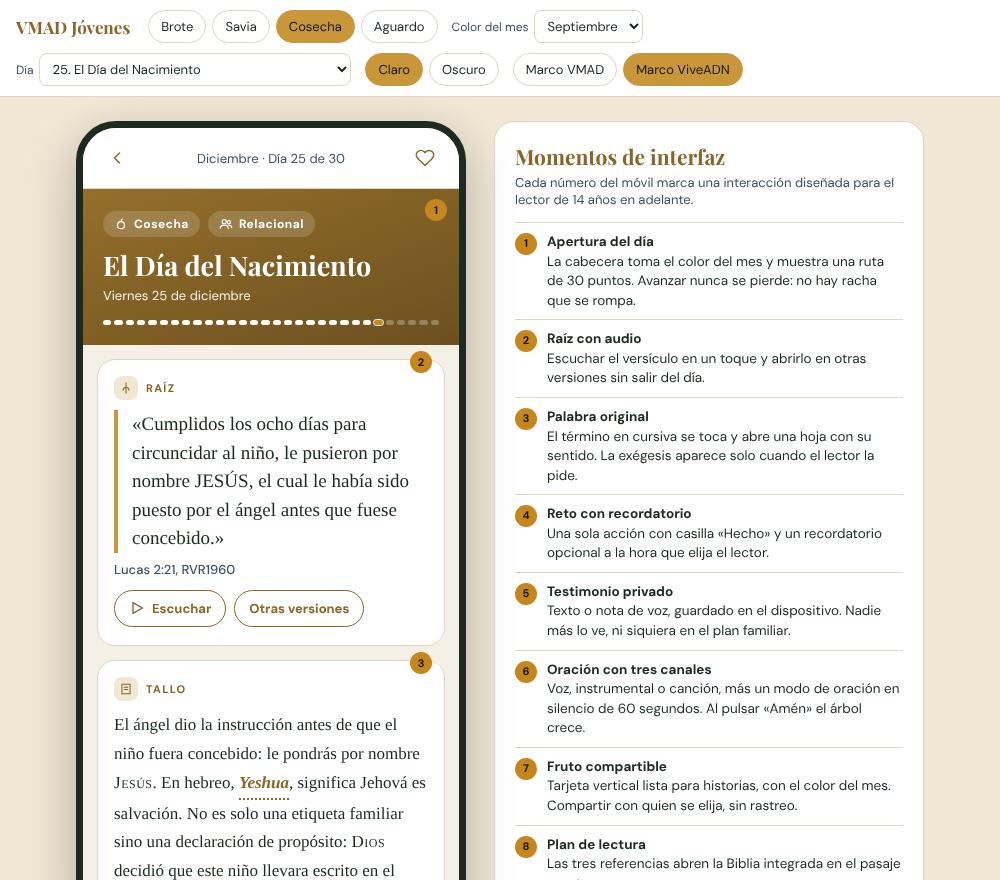 VMAD Jóvenes Brote Savia Cosecha Aguardo Color del mes Septiembre
Día 25. El Día del Nacimiento Claro Oscuro Marco VMAD Marco ViveADN
Diciembre · Día 25 de 30
1
Cosecha Relacional
El Día del Nacimiento
Viernes 25 de diciembre
2
RAÍZ
«Cumplidos los ocho días para
circuncidar al niño, le pusieron por
nombre JESÚS, el cual le había sido
puesto por el ángel antes que fuese
concebido.»
Lucas 2:21, RVR1960
Escuchar Otras versiones
3
TALLO
El ángel dio la instrucción antes de que el
niño fuera concebido: le pondrás por nombre
Jesús. En hebreo, Yeshua, significa Jehová es
salvación. No es solo una etiqueta familiar
sino una declaración de propósito: Dios
decidió que este niño llevara escrito en el
Momentos de interfaz
Cada número del móvil marca una interacción diseñada para el
lector de 14 años en adelante.
1 Apertura del día
La cabecera toma el color del mes y muestra una ruta
de 30 puntos. Avanzar nunca se pierde: no hay racha
que se rompa.
2 Raíz con audio
Escuchar el versículo en un toque y abrirlo en otras
versiones sin salir del día.
3 Palabra original
El término en cursiva se toca y abre una hoja con su
sentido. La exégesis aparece solo cuando el lector la
pide.
4 Reto con recordatorio
Una sola acción con casilla «Hecho» y un recordatorio
opcional a la hora que elija el lector.
5 Testimonio privado
Texto o nota de voz, guardado en el dispositivo. Nadie
más lo ve, ni siquiera en el plan familiar.
6 Oración con tres canales
Voz, instrumental o canción, más un modo de oración en
silencio de 60 segundos. Al pulsar «Amén» el árbol
crece.
7 Fruto compartible
Tarjeta vertical lista para historias, con el color del mes.
Compartir con quien se elija, sin rastreo.
8 Plan de lectura
Las tres referencias abren la Biblia integrada en el pasaje